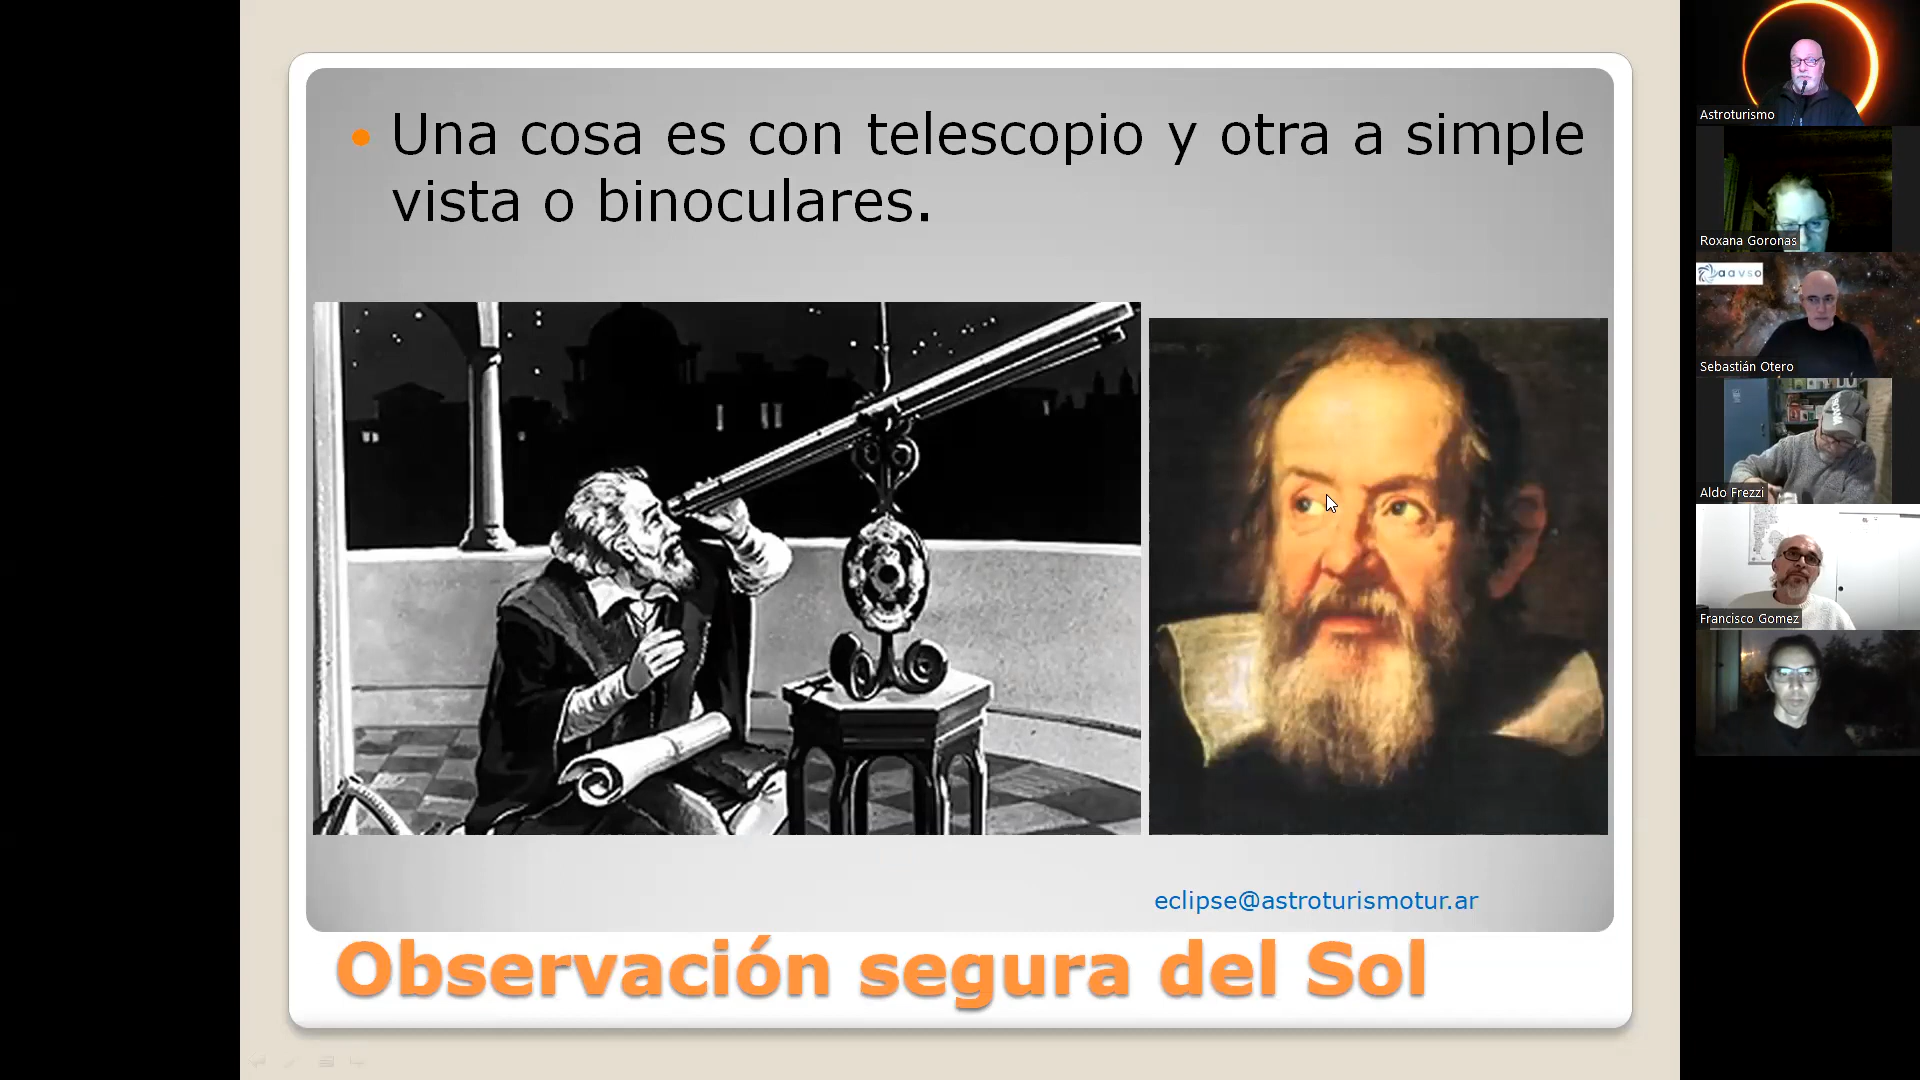 Una cosa es con telescopio y otra a simple
vista o binoculares.
eclipse@astroturismotur.ar
Observación segura del Sol
Astroturismo
Roxana Goronas
aavso
Sebastián Otero
Aldo Frezzi
Francisco Gomez